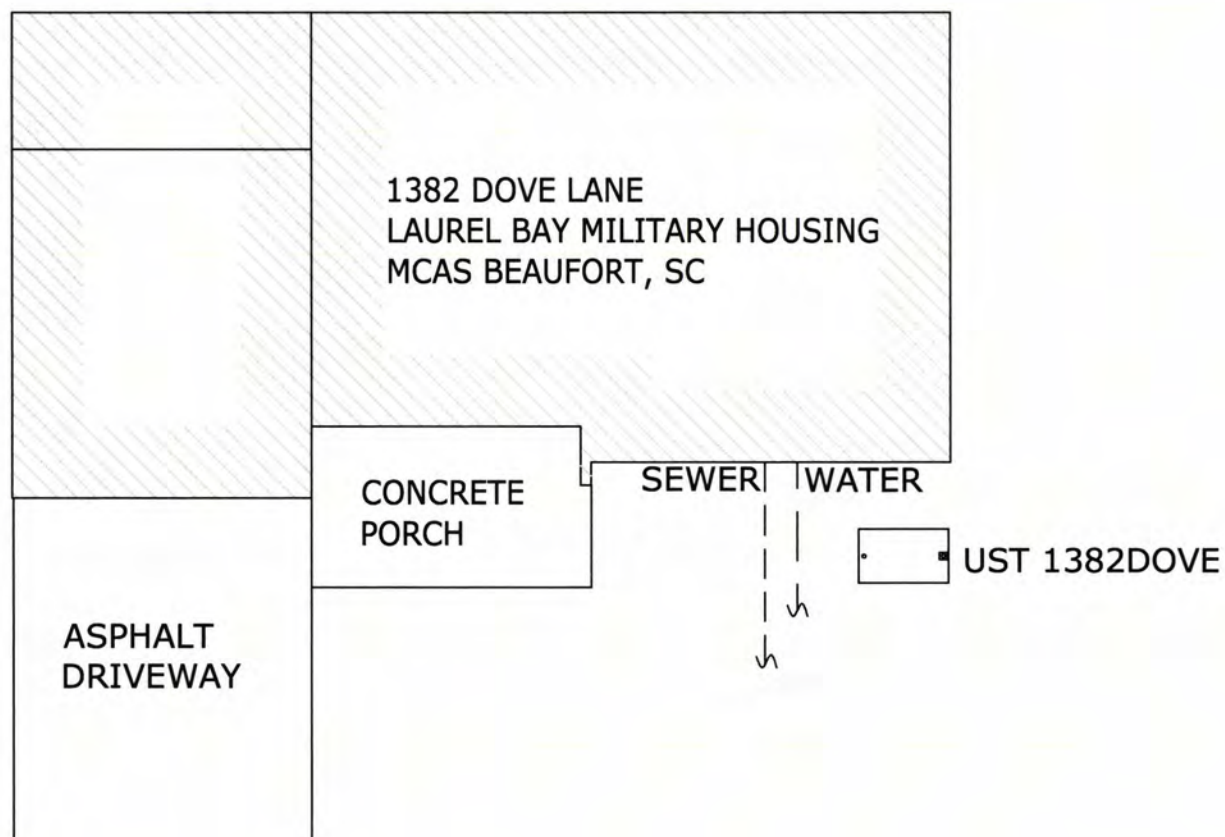 1382 DOVE LANE
LAUREL BAY MILITARY HOUSING
MCAS BEAUFORT, SC
SEWER
WATER
CONCRETE
PORCH
UST 1382DOVE
ASPHALT
DRIVEWAY